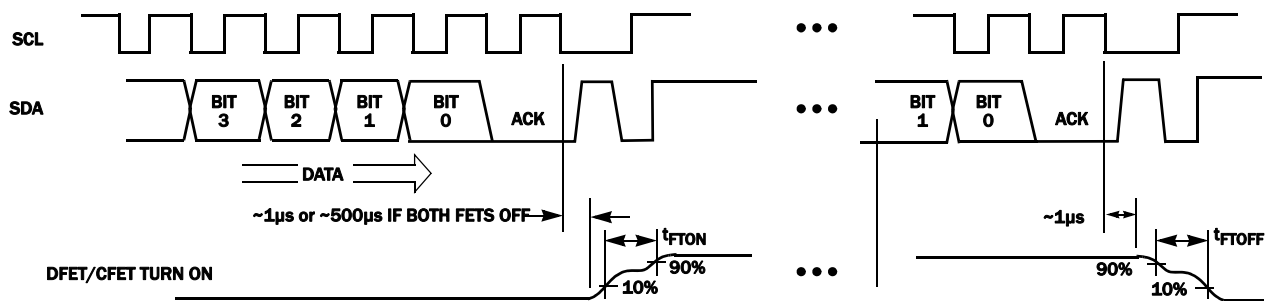 SCL
SDA
BIT 3
BIT 2
BIT 1
BIT 0
ACK
BIT 1
BIT 0
ACK
DATA
~1µs or ~500µs IF BOTH FETS OFF
~1µs
tFTON
tFTOFF
DFET/CFET TURN ON
90%
10%
90%
10%